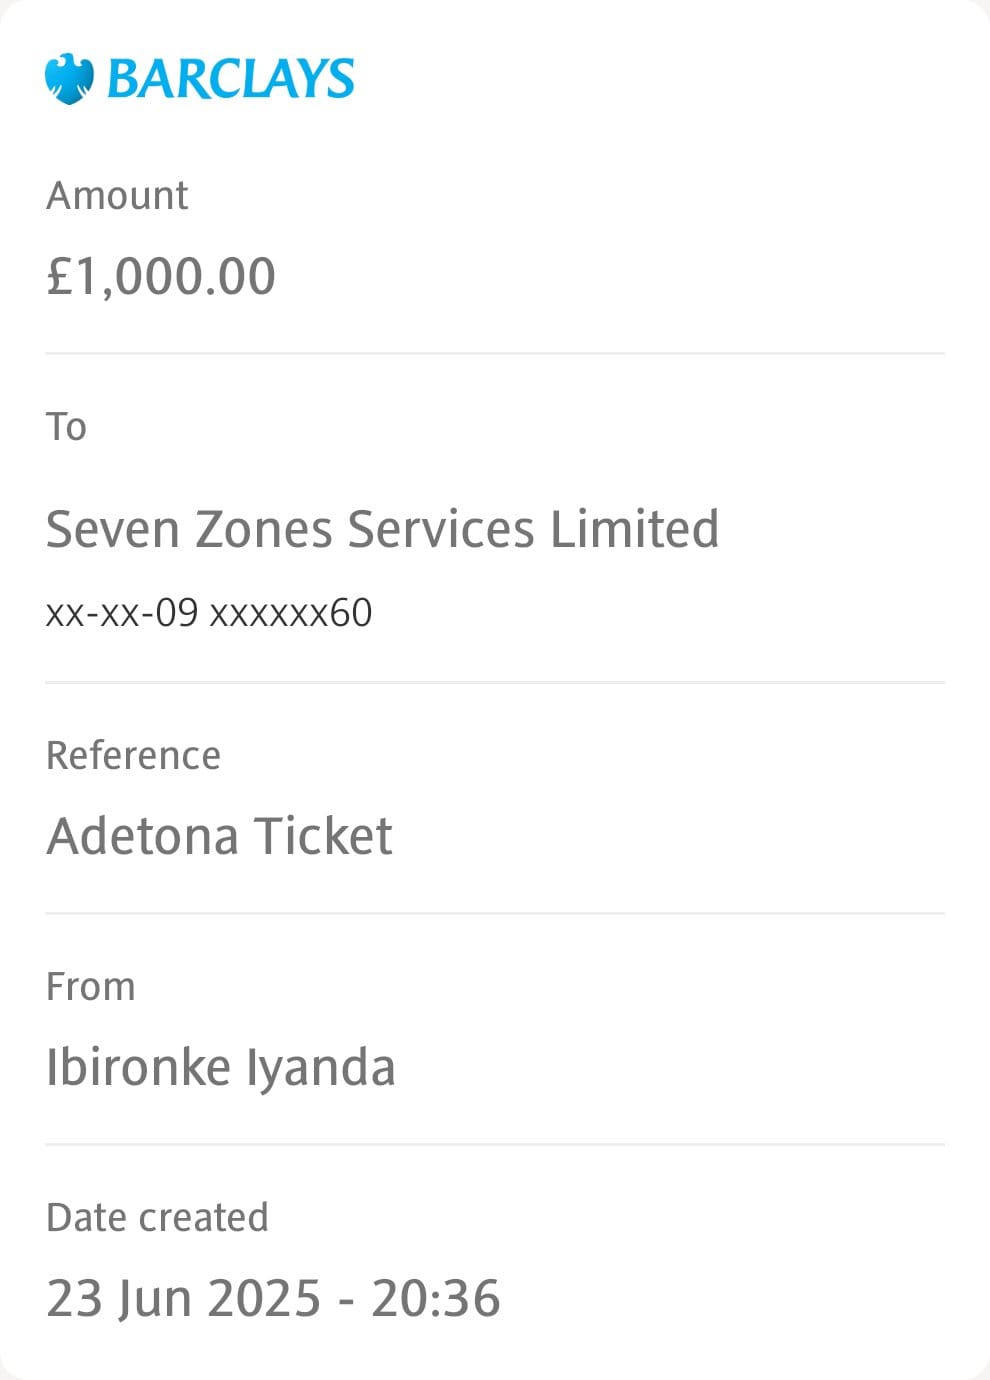 BARCLAYS
Amount
£1,000.00
To
Seven Zones Services Limited
xx-xx-09 xxxxxx60
Reference
Adetona Ticket
From
Ibironke Iyanda
Date created
23 Jun 2025 - 20:36